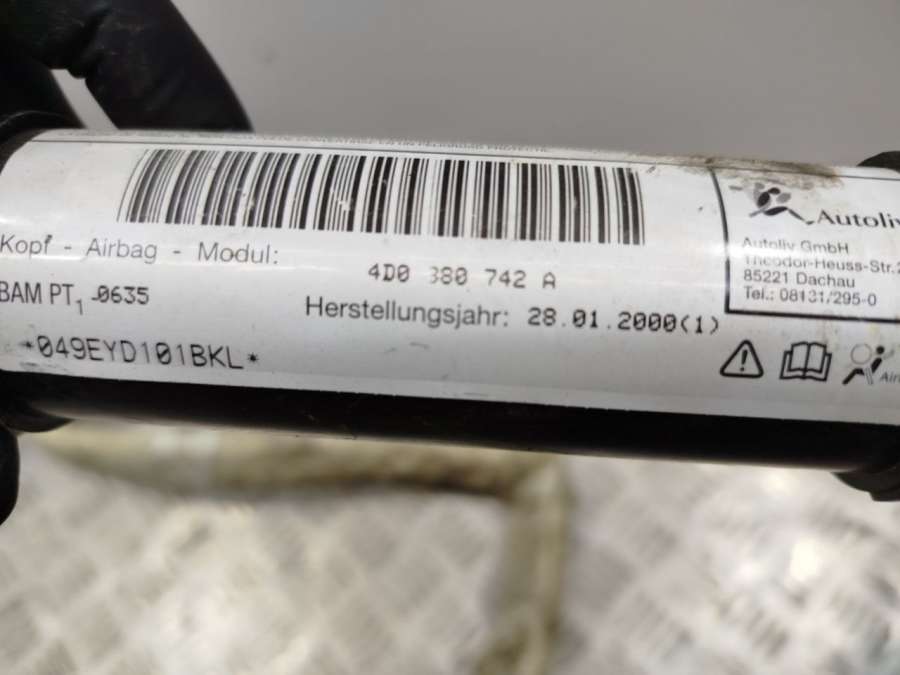 Autoliv
Autoliv GmbH
Theodor-Heuss-Str.
85221 Dachau
Tel.: 08131/295-0
Kopf - Airbag - Modul:
4D0 880 742 A
BAM PT1-0635
Herstellungsjahr: 28.01.2000(1)
*049EYD101BKL*